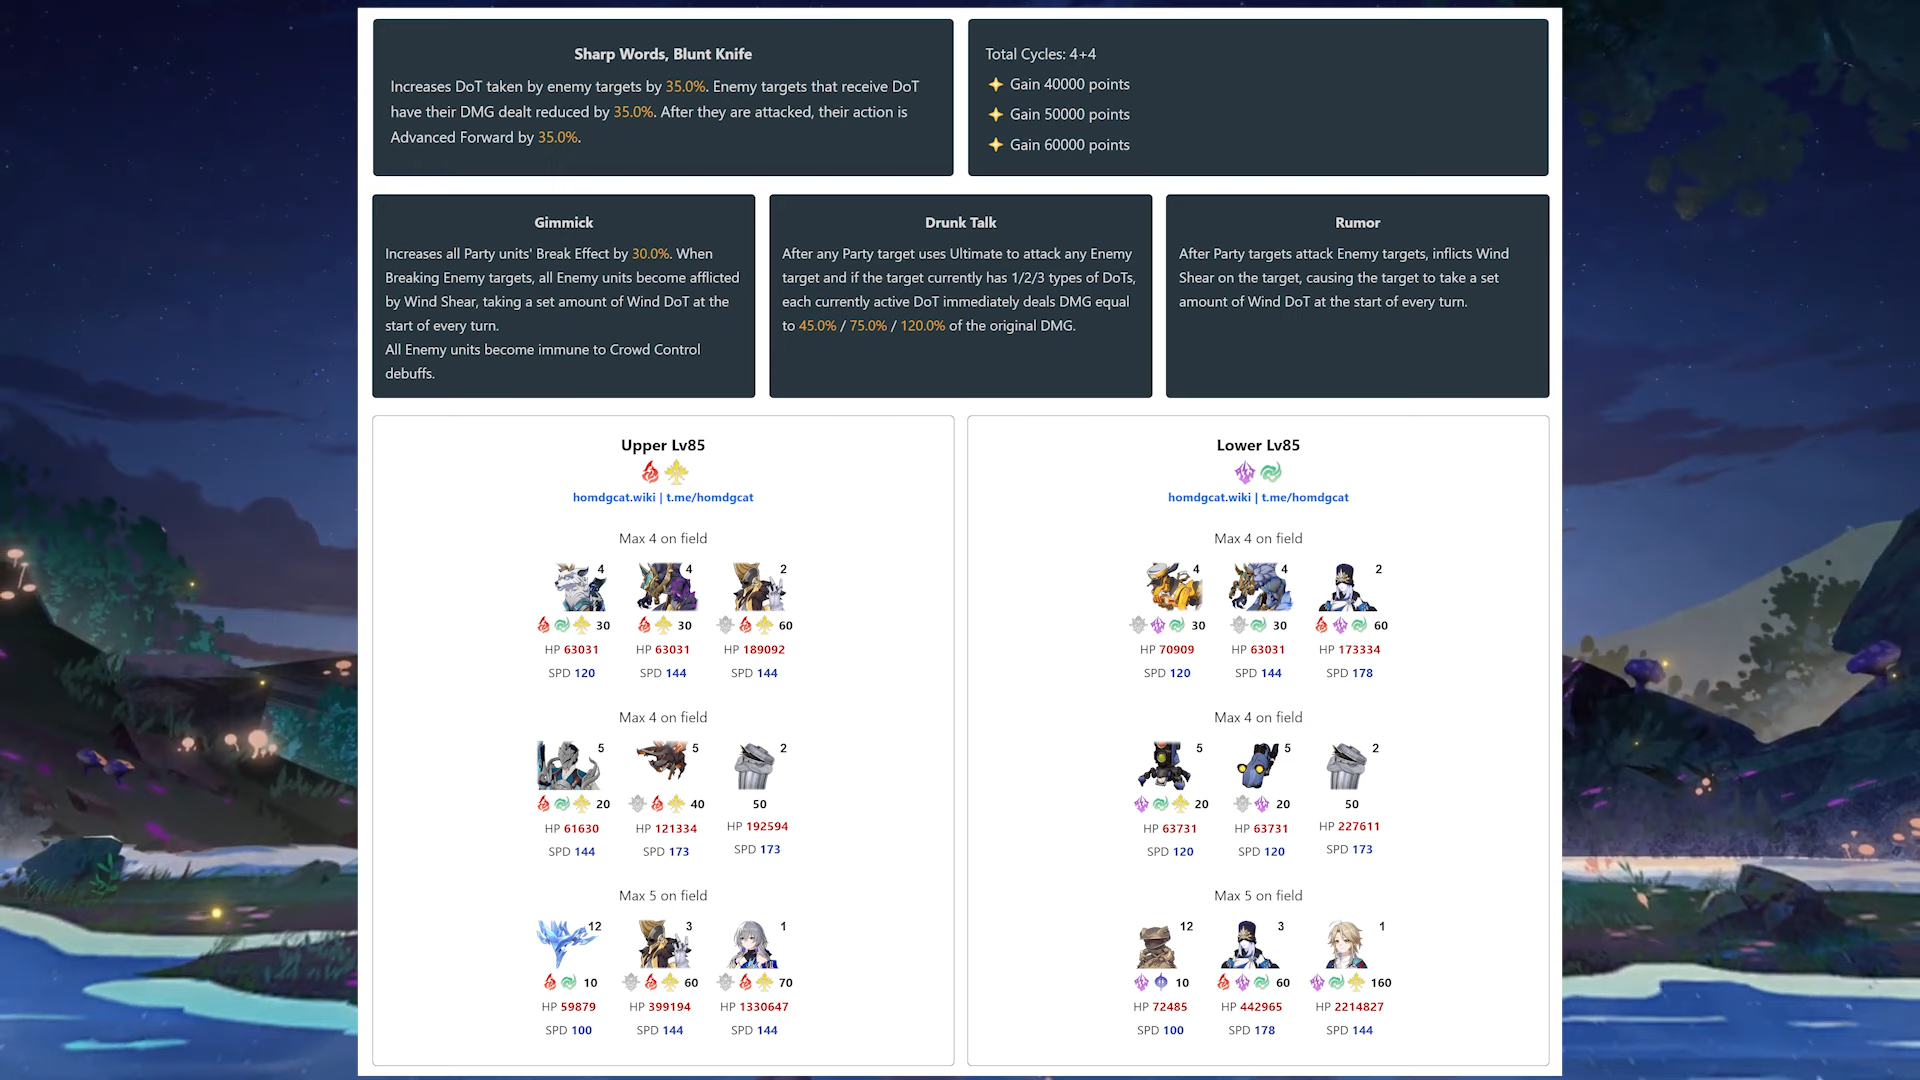 Sharp Words, Blunt Knife
Increases DoT taken by enemy targets by 35.0%. Enemy targets that receive DoT
have their DMG dealt reduced by 35.0%. After they are attacked, their action is
Advanced Forward by 35.0%.
Total Cycles: 4+4
Gain 40000 points
Gain 50000 points
Gain 60000 points
Gimmick
Increases all Party units' Break Effect by 30.0%. When
Breaking Enemy targets, all Enemy units become afflicted
by Wind Shear, taking a set amount of Wind DoT at the
start of every turn.
All Enemy units become immune to Crowd Control
debuffs.
Drunk Talk
After any Party target uses Ultimate to attack any Enemy
target and if the target currently has 1/2/3 types of DoTs,
each currently active DoT immediately deals DMG equal
to 45.0% / 75.0% / 120.0% of the original DMG.
Rumor
After Party targets attack Enemy targets, inflicts Wind
Shear on the target, causing the target to take a set
amount of Wind DoT at the start of every turn.
Upper Lv85
homdgcat.wiki | t.me/homdgcat
Max 4 on field
4 4 2
30 30 60
HP 63031 HP 63031 HP 189092
SPD 120 SPD 144 SPD 144
Max 4 on field
5 5 2
20 40 50
HP 61630 HP 121334 HP 192594
SPD 144 SPD 173 SPD 173
Max 5 on field
12 3 1
10 60 70
HP 59879 HP 399194 HP 1330647
SPD 100 SPD 144 SPD 144
Lower Lv85
homdgcat.wiki | t.me/homdgcat
Max 4 on field
4 4 2
30 30 60
HP 70909 HP 63031 HP 173334
SPD 120 SPD 144 SPD 178
Max 4 on field
5 5 2
20 20 50
HP 63731 HP 63731 HP 227611
SPD 120 SPD 120 SPD 173
Max 5 on field
12 3 1
10 60 160
HP 72485 HP 442965 HP 2214827
SPD 100 SPD 178 SPD 144